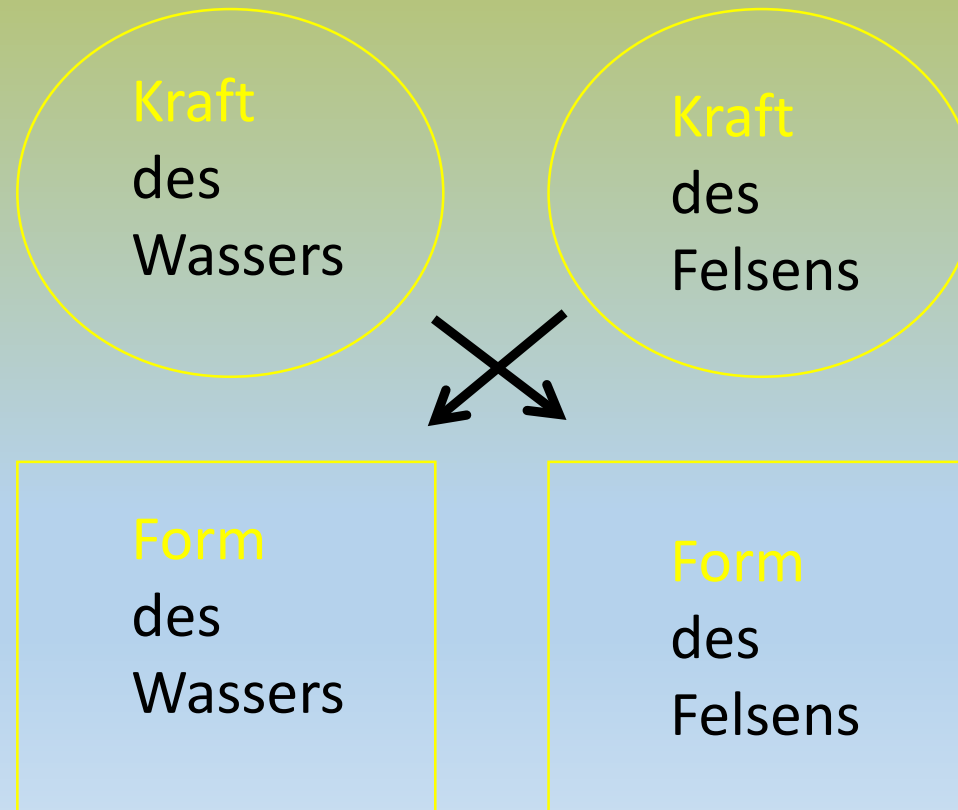 Kraft
des
Wassers
Kraft
des
Felsens
Form
des
Wassers
Form
des
Felsens